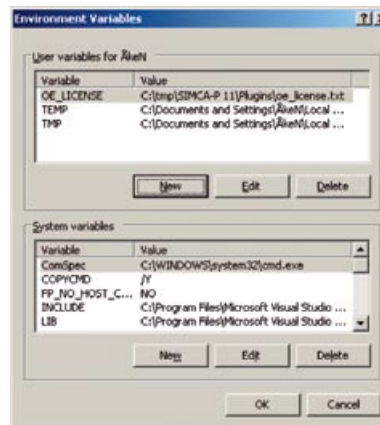 Environment Variables
User variables for ÅkeN
Variable Value
OE_LICENSE C:\tmp\SIMCA-P 11\Plugins\oe_license.txt
TEMP C:\Documents and Settings\ÅkeN\Local ...
TMP C:\Documents and Settings\ÅkeN\Local ...
New Edit Delete
System variables
Variable Value
ComSpec C:\WINDOWS\system32\cmd.exe
COPYCMD /Y
FP_NO_HOST_C... NO
INCLUDE C:\Program Files\Microsoft Visual Studio ...
LIB C:\Program Files\Microsoft Visual Studio ...
New Edit Delete
OK Cancel